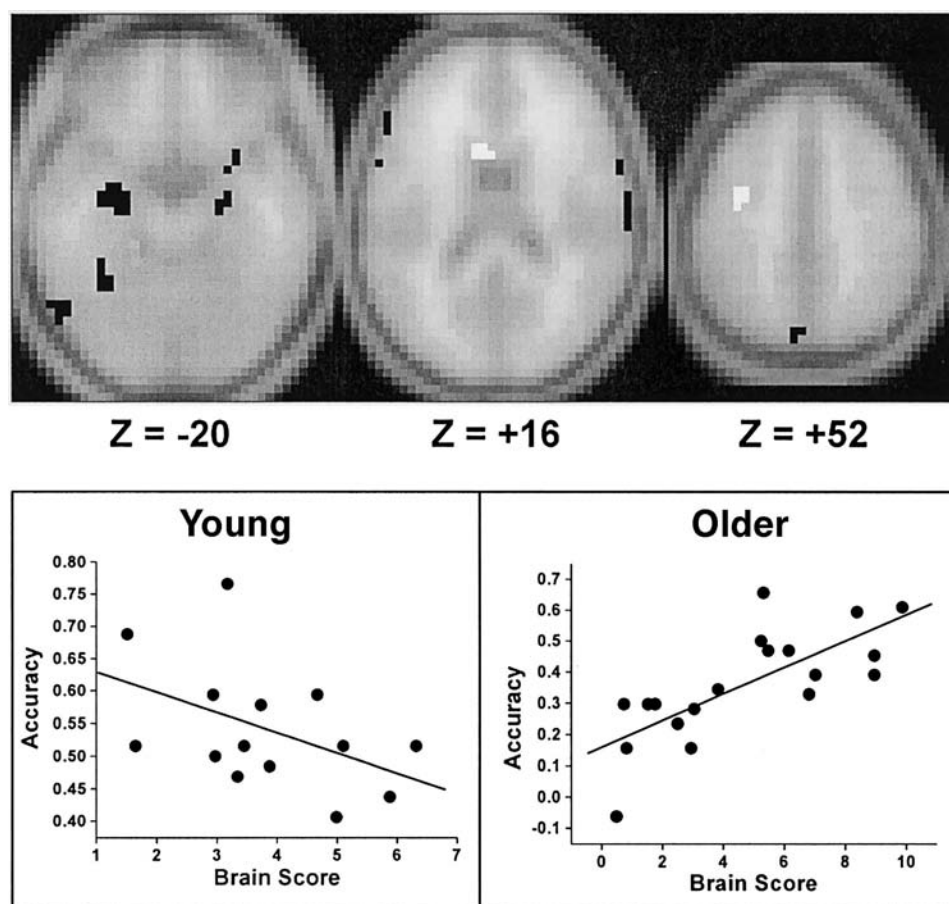 Z = -20 Z = +16 Z = +52
Young
0.80
0.75
0.70
0.65
0.60
0.55
0.50
0.45
0.40
Accuracy
1 2 3 4 5 6 7
Brain Score
Older
0.7
0.6
0.5
0.4
0.3
0.2
0.1
0.0
-0.1
Accuracy
0 2 4 6 8 10
Brain Score